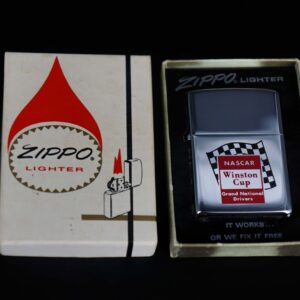 ZIPPO
LIGHTER
ZIPPO LIGHTER
NASCAR
Winston
Cup
Grand National
Drivers
IT WORKS...
OR WE FIX IT FREE